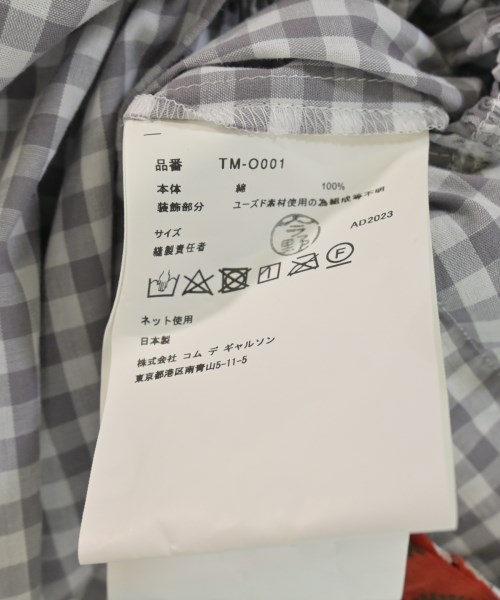 品番 TM-O001
本体 綿 100%
装飾部分 ユーズド素材使用の為組成等不明
サイズ
縫製責任者
AD2023
ネット使用
日本製
株式会社 コム デ ギャルソン
東京都港区南青山5-11-5